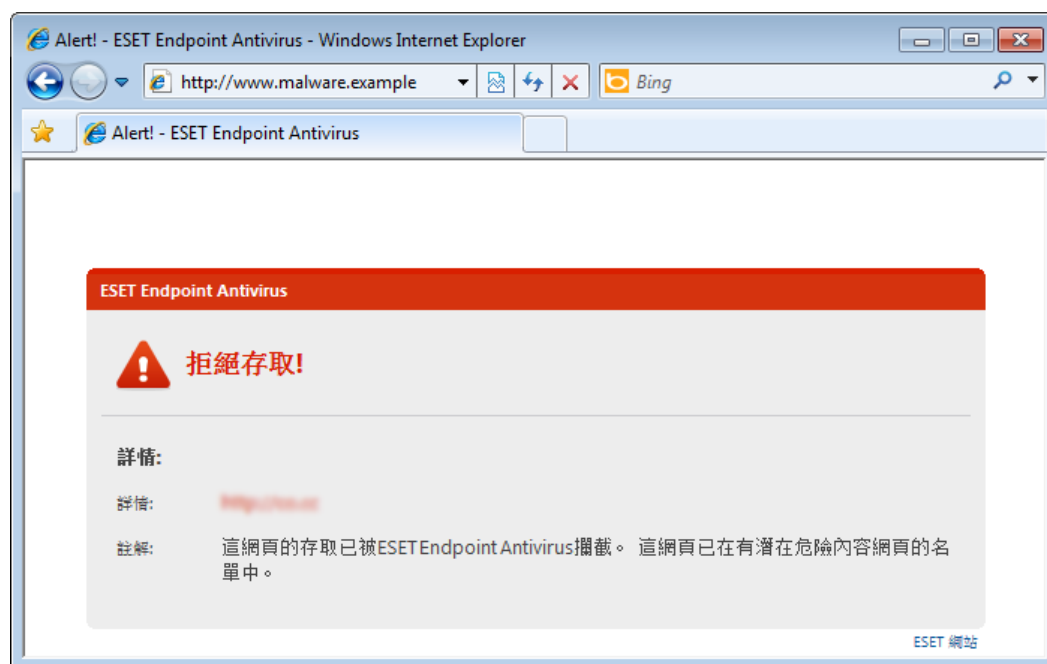 Alert! - ESET Endpoint Antivirus - Windows Internet Explorer
http://www.malware.example
Bing
Alert! - ESET Endpoint Antivirus
ESET Endpoint Antivirus
拒絕存取!
詳情:
詳情:
註解: 這網頁的存取已被ESET Endpoint Antivirus攔截。 這網頁已在有潛在危險內容網頁的名
單中。
ESET 網站